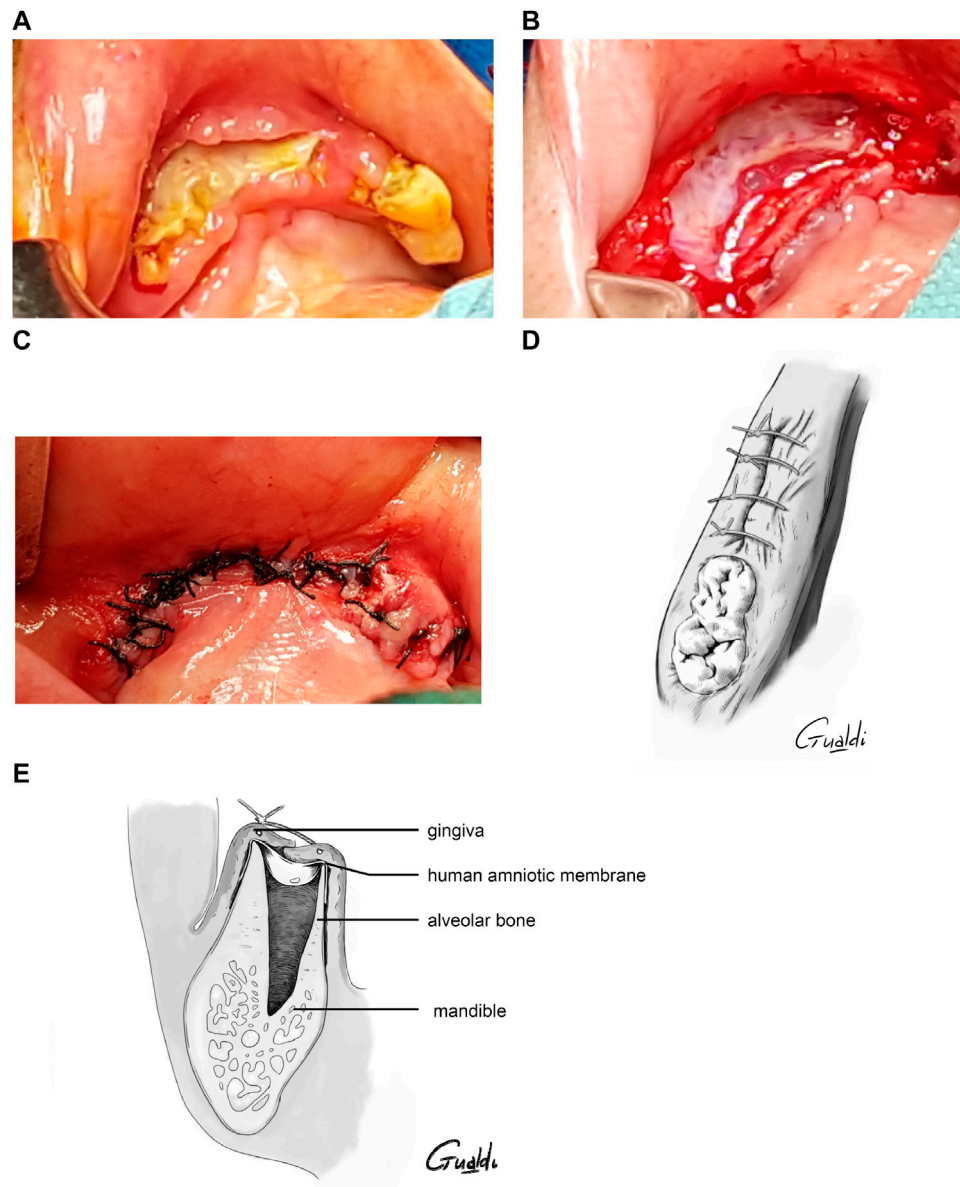 A
B
C
D
Gualdi
E
gingiva
human amniotic membrane
alveolar bone
mandible
Gualdi